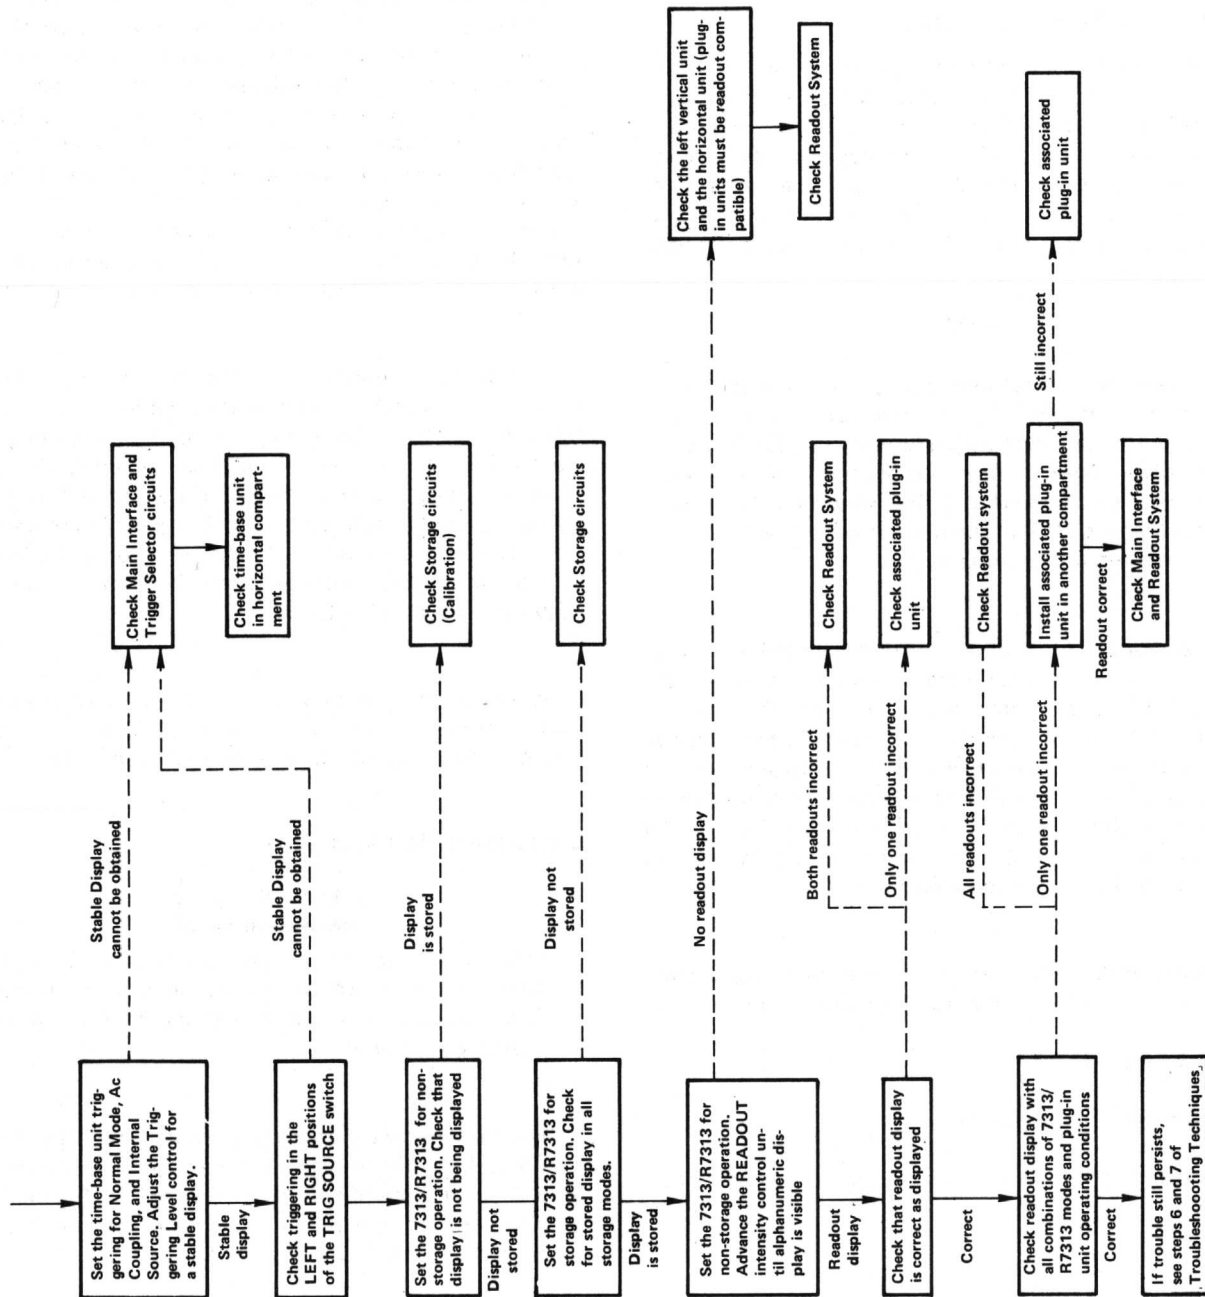 Set the time-base unit trig-
gering for Normal Mode, Ac
Coupling, and Internal
Source. Adjust the Trig-
gering Level control for
a stable display.
Stable Display
cannot be obtained
Check Main Interface and
Trigger Selector circuits
Check time-base unit
in horizontal compart-
ment
Stable
display
Check triggering in the
LEFT and RIGHT positions
of the TRIG SOURCE switch
Stable Display
cannot be obtained
Set the 7313/R7313 for non-
storage operation. Check that
display is not being displayed
Display
is stored
Check Storage circuits
(Calibration)
Display not
stored
Set the 7313/R7313 for
storage operation. Check
for stored display in all
storage modes.
Display not
stored
Check Storage circuits
Display
is stored
Set the 7313/R7313 for
non-storage operation.
Advance the READOUT
intensity control un-
til alphanumeric dis-
play is visible
No readout display
Check the left vertical unit
and the horizontal unit (plug-
in units must be readout com-
patible)
Check Readout System
Readout
display
Check that readout display
is correct as displayed
Both readouts incorrect
Check Readout System
Only one readout incorrect
Check associated plug-in
unit
Correct
Check readout display with
all combinations of 7313/
R7313 modes and plug-in
unit operating conditions
All readouts incorrect
Check Readout system
Only one readout incorrect
Install associated plug-in
unit in another compartment
Still incorrect
Check associated
plug-in unit
Readout correct
Check Main Interface
and Readout System
Correct
If trouble still persists,
see steps 6 and 7 of
Troubleshooting Techniques.